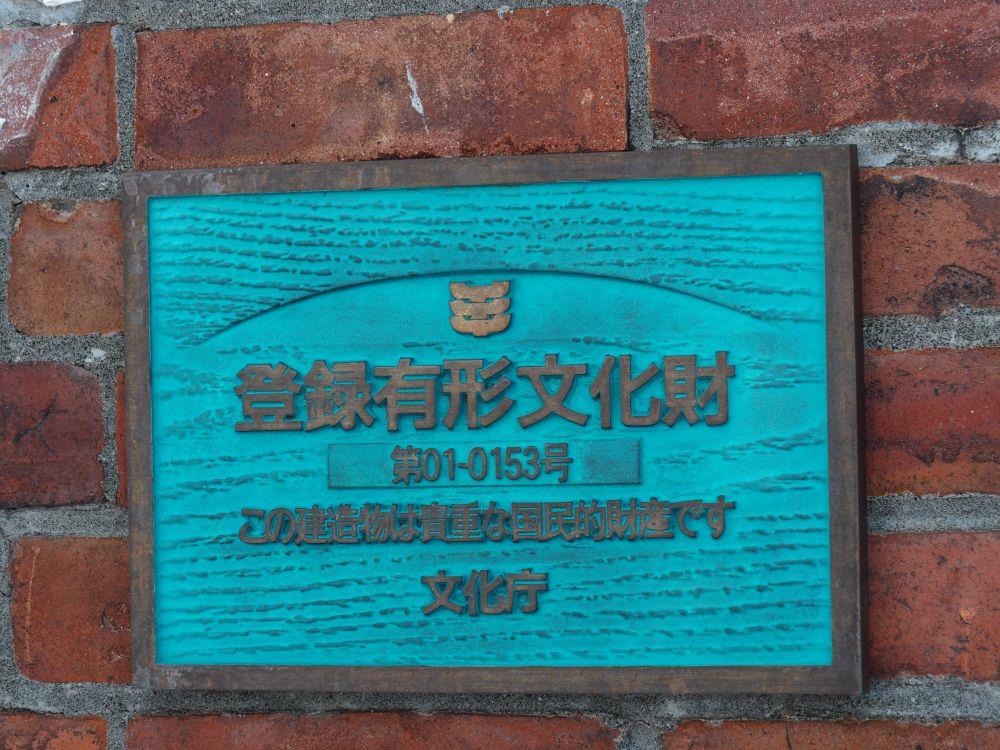 登録有形文化財
第01-0153号
この建造物は貴重な国民的財産です
文化庁